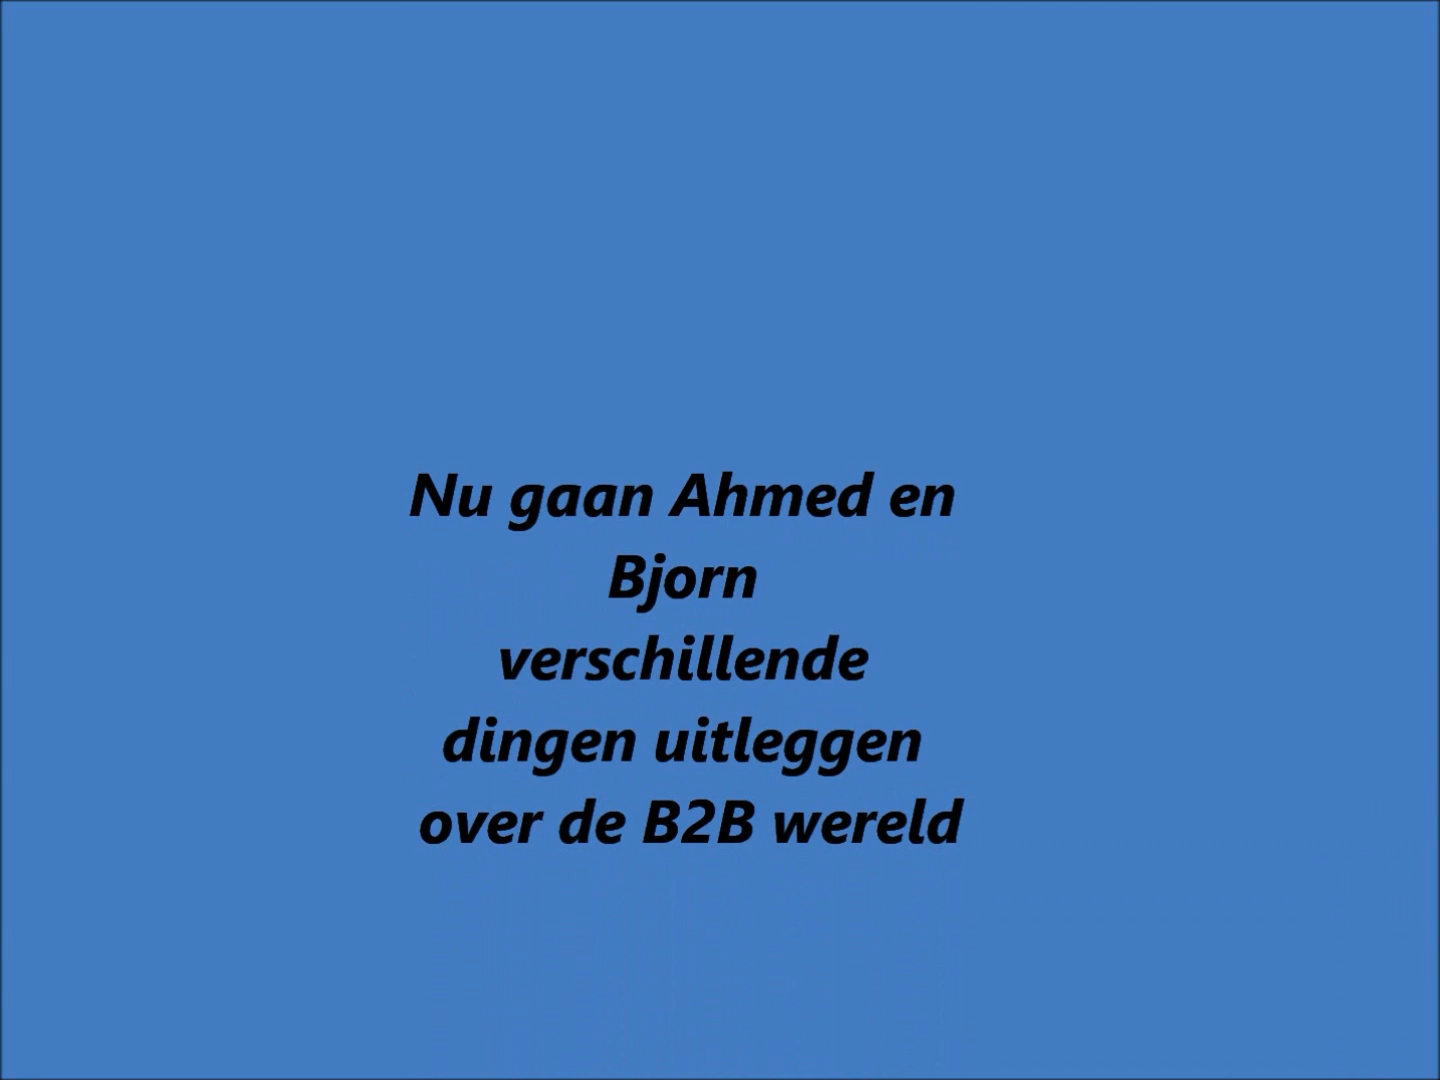 Nu gaan Ahmed en
Bjorn
verschillende
dingen uitleggen
over de B2B wereld